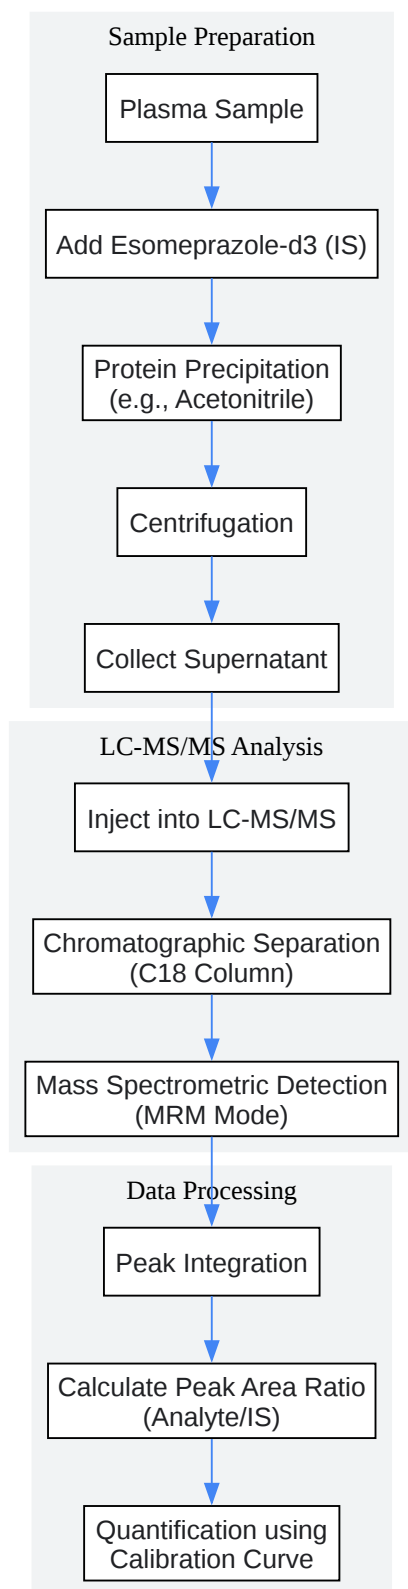 Sample Preparation
Plasma Sample
Add Esomeprazole-d3 (IS)
Protein Precipitation
(e.g., Acetonitrile)
Centrifugation
Collect Supernatant
LC-MS/MS Analysis
Inject into LC-MS/MS
Chromatographic Separation
(C18 Column)
Mass Spectrometric Detection
(MRM Mode)
Data Processing
Peak Integration
Calculate Peak Area Ratio
(Analyte/IS)
Quantification using
Calibration Curve